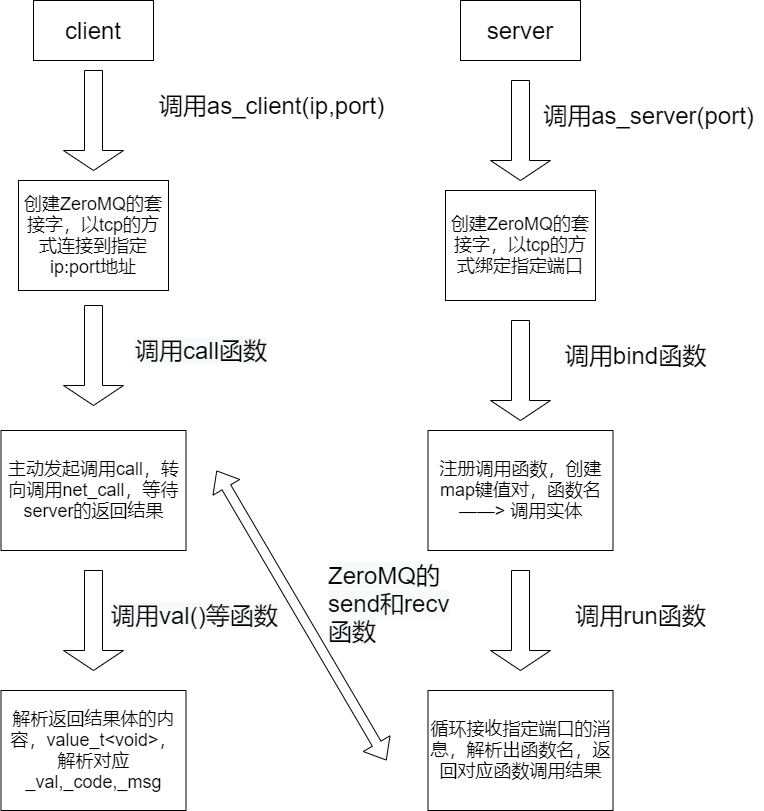 client
server
调用as_client(ip,port)
调用as_server(port)
创建ZeroMQ的套
接字，以tcp的方
式连接到指定
ip:port地址
创建ZeroMQ的套
接字，以tcp的方
式绑定指定端口
调用call函数
调用bind函数
主动发起调用call，转
向调用net_call，等待
server的返回结果
注册调用函数，创建
map键值对，函数名
——> 调用实体
ZeroMQ的
send和recv
函数
调用val()等函数
调用run函数
解析返回结果体的内
容，value_t<void>，
解析对应
_val,_code,_msg
循环接收指定端口的消
息，解析出函数名，返
回对应函数调用结果